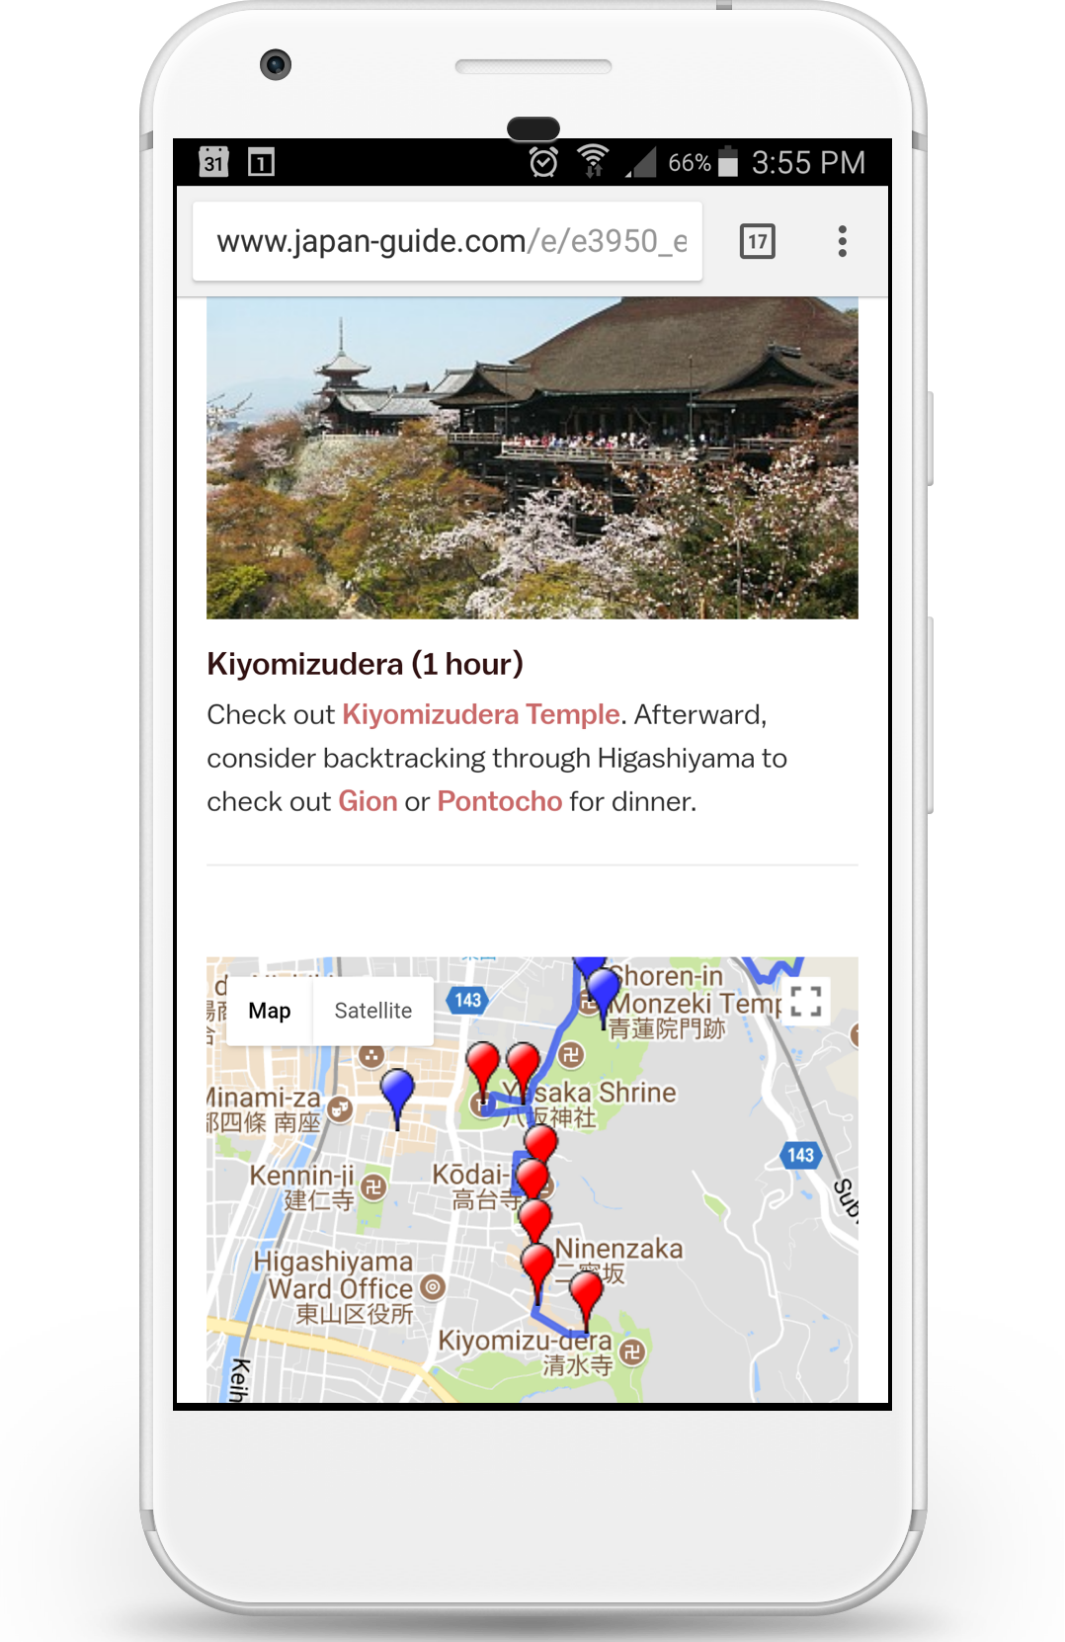 31 1 66% 3:55 PM
www.japan-guide.com/e/e3950_e
17
Kiyomizudera (1 hour)
Check out Kiyomizudera Temple. Afterward,
consider backtracking through Higashiyama to
check out Gion or Pontocho for dinner.
Map Satellite
143
Shoren-in
Monzeki Temp
青蓮院門跡
Yasaka Shrine
八坂神社
Minami-za
都四條 南座
143
Kennin-ji
建仁寺
Kōdai-
高台寺
Ninenzaka
二寧坂
Higashiyama
Ward Office
東山区役所
Kiyomizu-dera
清水寺
Keih